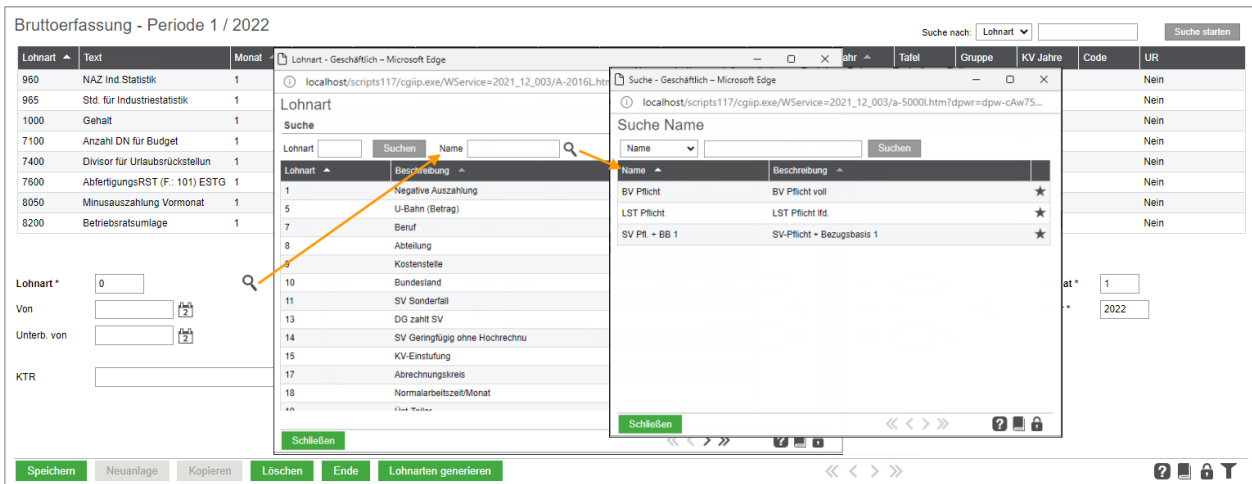 Bruttoerfassung - Periode 1 / 2022
Suche nach: Lohnart Suche starten
Lohnart Text Monat ahr Tafel Gruppe KV Jahre Code UR
960 NAZ Ind.Statistik 1 Nein
965 Std. für Industriestatistik 1 Nein
1000 Gehalt 1 Nein
7100 Anzahl DN für Budget 1 Nein
7400 Divisor für Urlaubsrückstellun 1 Nein
7600 AbfertigungsRST (F.: 101) ESTG 1 Nein
8050 Minusauszahlung Vormonat 1 Nein
8200 Betriebsratsumlage 1 Nein
Lohnart * 0
Von
Unterb. von
KTR
at * 1
* 2022
Lohnart - Geschäftlich – Microsoft Edge
localhost/scripts117/cgiip.exe/WService=2021_12_003/A-2016L.htm
Lohnart
Suche
Lohnart Suchen Name
Lohnart Beschreibung
1 Negative Auszahlung
5 U-Bahn (Betrag)
7 Beruf
8 Abteilung
9 Kostenstelle
10 Bundesland
11 SV Sonderfall
13 DG zahlt SV
14 SV Geringfügig ohne Hochrechnu
15 KV-Einstufung
17 Abrechnungskreis
18 Normalarbeitszeit/Monat
19 Üst-Teiler
Schließen
Suche - Geschäftlich – Microsoft Edge
localhost/scripts117/cgiip.exe/WService=2021_12_003/a-5000l.htm?dpwr=dpw-cAw75...
Suche Name
Name Suchen
Name Beschreibung
BV Pflicht BV Pflicht voll
LST Pflicht LST Pflicht lfd.
SV Pfl. + BB 1 SV-Pflicht + Bezugsbasis 1
Schließen
Speichern Neuanlage Kopieren Löschen Ende Lohnarten generieren